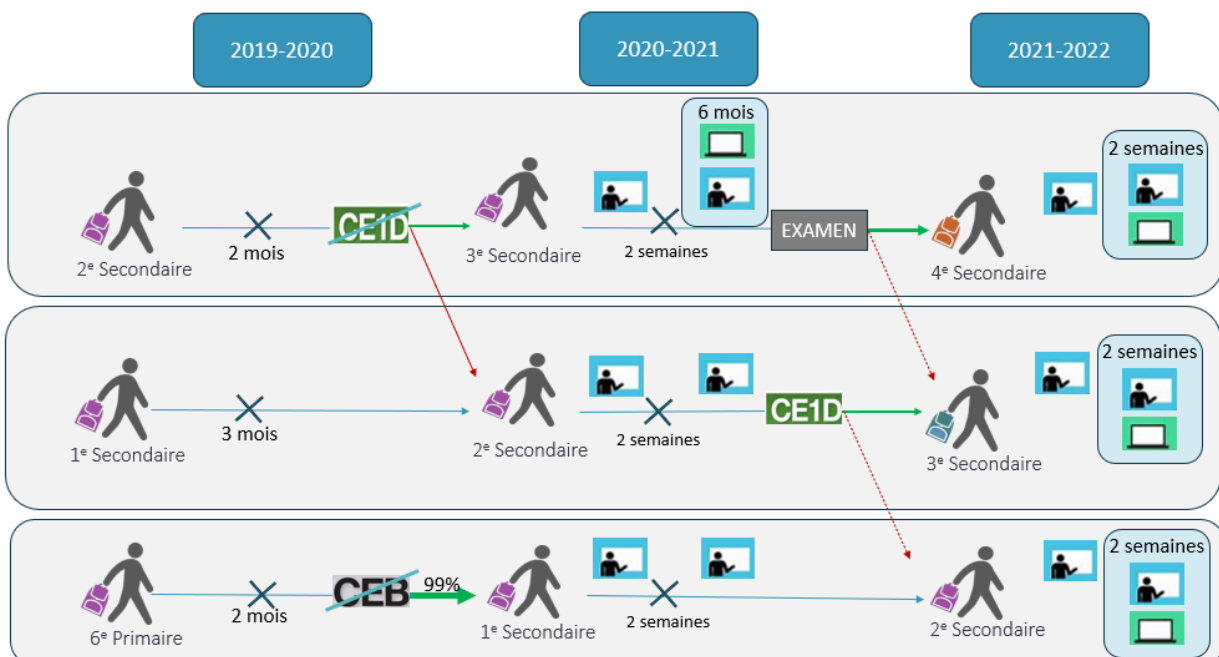 2019-2020
2020-2021
2021-2022
6 mois
2 semaines
CE1D
EXAMEN
2 mois
2 semaines
2e Secondaire
3e Secondaire
4e Secondaire
2 semaines
CE1D
3 mois
2 semaines
1e Secondaire
2e Secondaire
3e Secondaire
2 semaines
CEB
99%
2 mois
2 semaines
6e Primaire
1e Secondaire
2e Secondaire